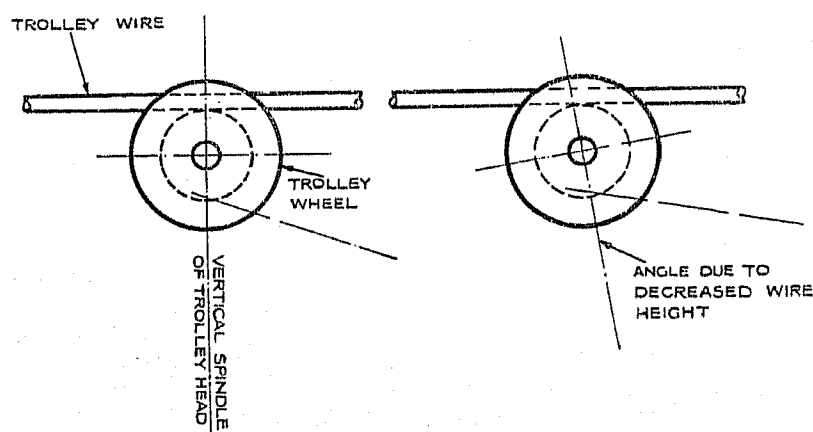 TROLLEY WIRE
TROLLEY
WHEEL
VERTICAL SPINDLE
OF TROLLEY HEAD
ANGLE DUE TO
DECREASED WIRE
HEIGHT